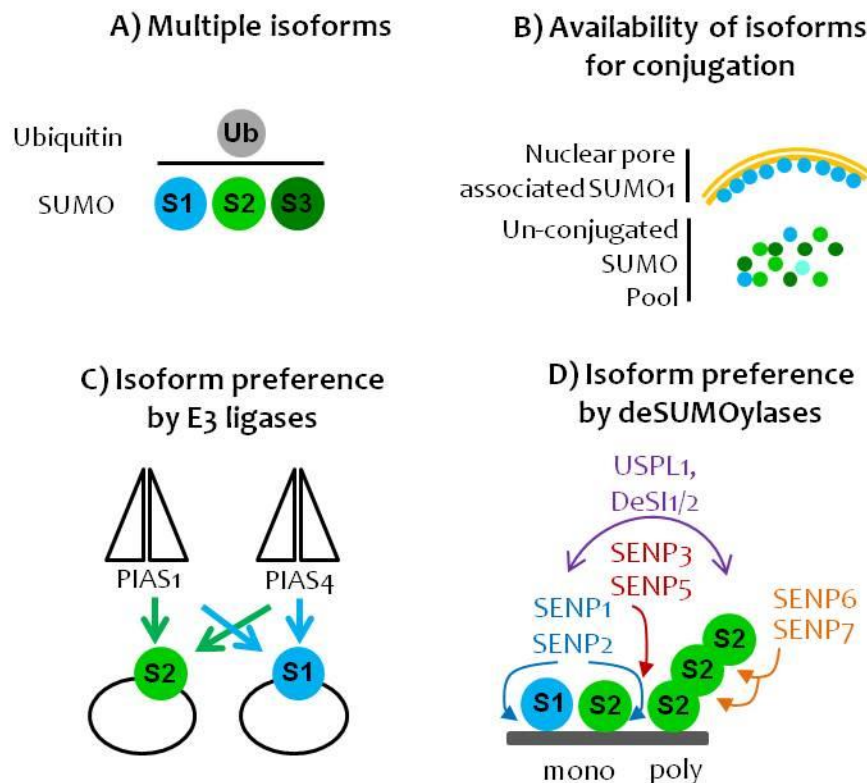 A) Multiple isoforms
Ubiquitin
Ub
SUMO
S1 S2 S3
B) Availability of isoforms
for conjugation
Nuclear pore
associated SUMO1
Un-conjugated
SUMO
Pool
C) Isoform preference
by E3 ligases
PIAS1 PIAS4
S2 S1
D) Isoform preference
by deSUMOylases
USPL1,
DeSI1/2
SENP3
SENP5
SENP1
SENP2
SENP6
SENP7
S2
S2
S1 S2 S2
mono poly